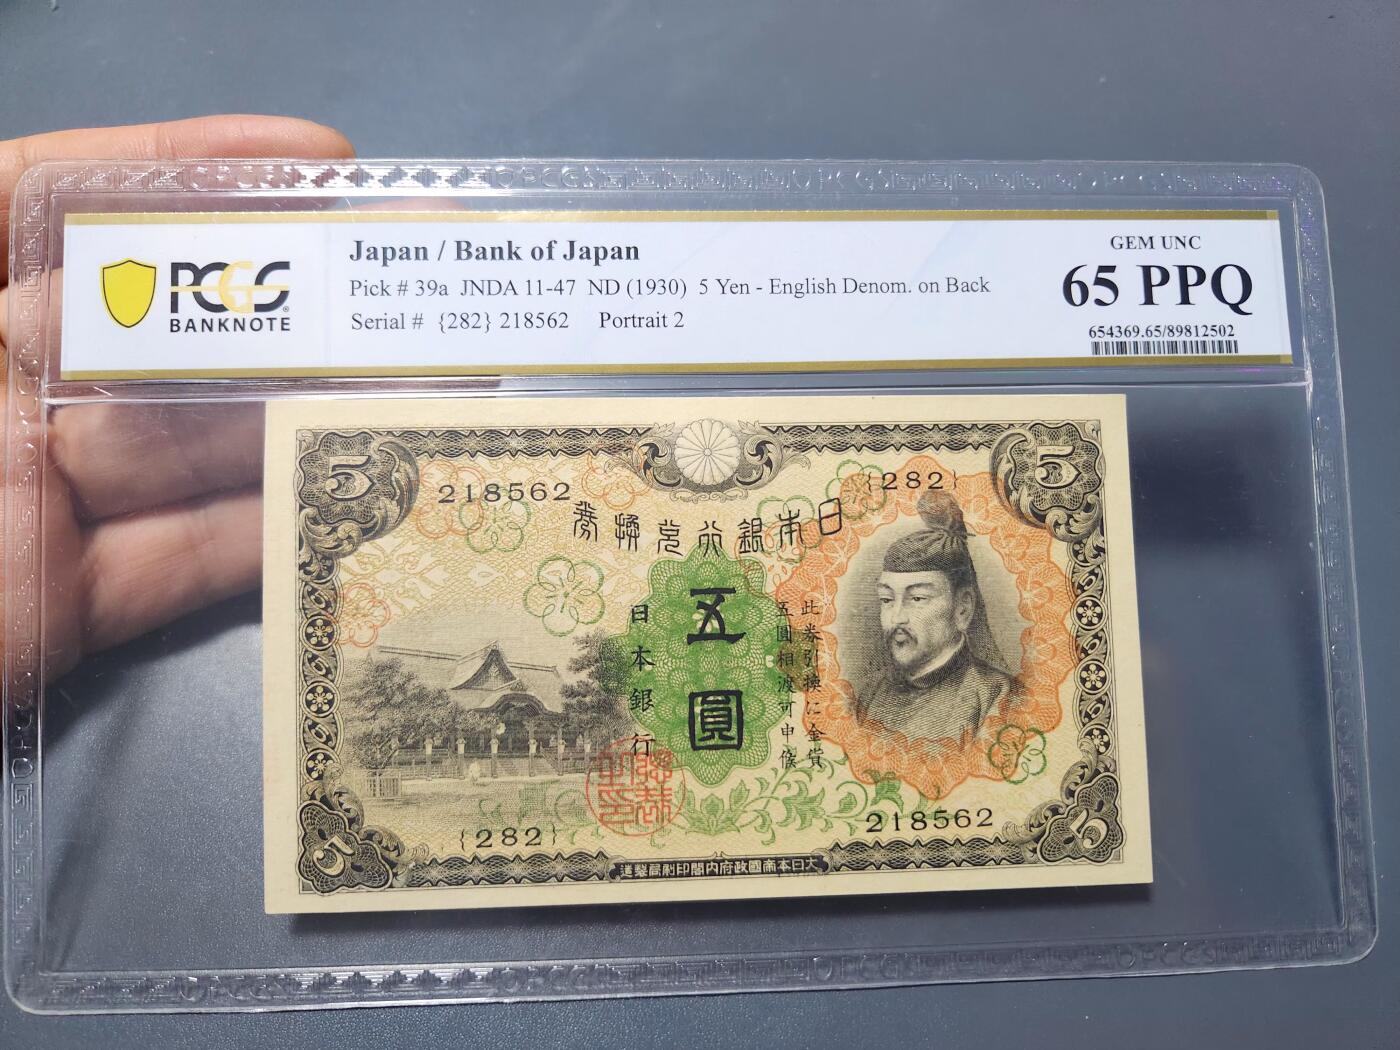 PCGS
BANKNOTE
Japan / Bank of Japan
Pick # 39a JNDA 11-47 ND (1930) 5 Yen - English Denom. on Back
Serial # {282} 218562 Portrait 2
GEM UNC
65 PPQ
654369.65/89812502
5
5
218562
{282}
日本銀行兌換券
此券引換に金貨
五圓相渡可申候
五圓
日本銀行
{282}
218562
5
5
大日本帝國政府内閣印刷局製造